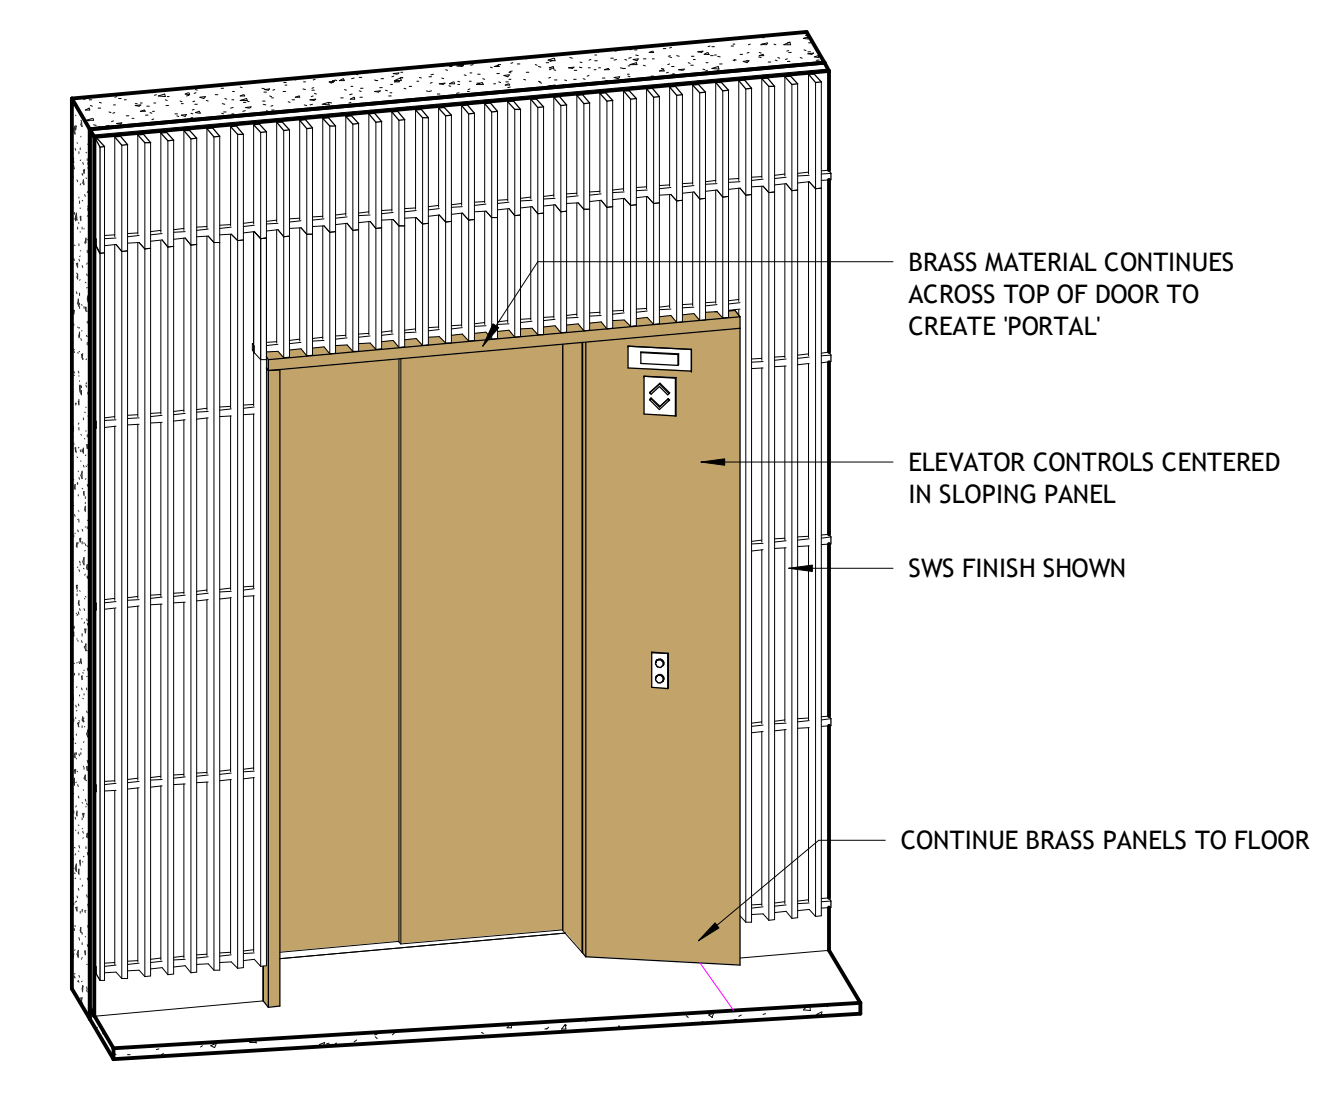 BRASS MATERIAL CONTINUES
ACROSS TOP OF DOOR TO
CREATE 'PORTAL'
ELEVATOR CONTROLS CENTERED
IN SLOPING PANEL
SWS FINISH SHOWN
CONTINUE BRASS PANELS TO FLOOR